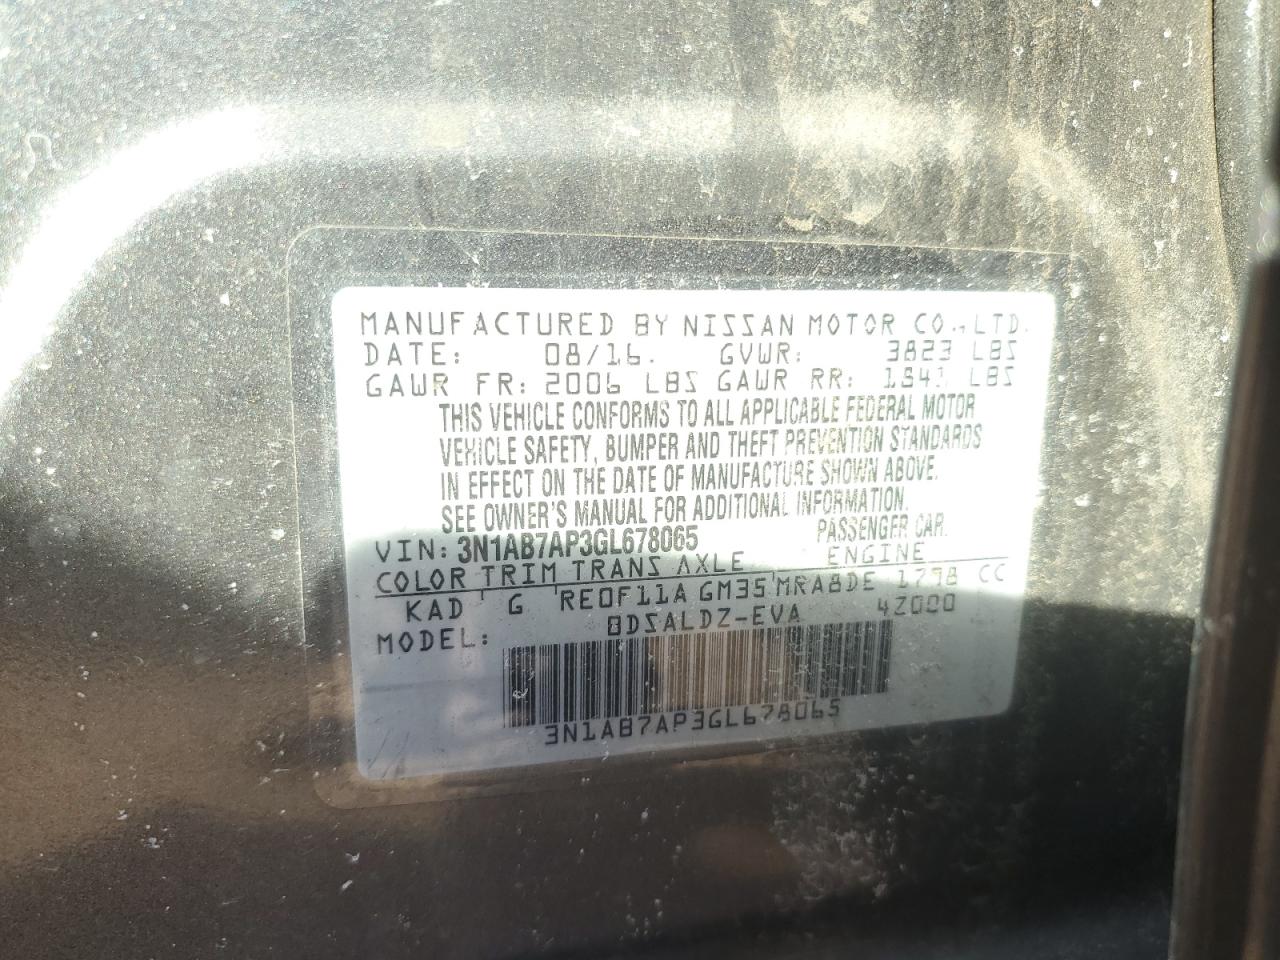 MANUFACTURED BY NISSAN MOTOR CO., LTD.
DATE: 08/16. GVWR: 3823 LBS
GAWR FR: 2006 LBS GAWR RR: 1841 LBS
THIS VEHICLE CONFORMS TO ALL APPLICABLE FEDERAL MOTOR
VEHICLE SAFETY, BUMPER AND THEFT PREVENTION STANDARDS
IN EFFECT ON THE DATE OF MANUFACTURE SHOWN ABOVE.
SEE OWNER'S MANUAL FOR ADDITIONAL INFORMATION.
VIN: 3N1AB7AP3GL678065 PASSENGER CAR.
COLOR TRIM TRANS AXLE ENGINE
KAD G RE0F11A GM35 MRA8DE 1798 CC
MODEL: BDSALDZ-EVA 4Z000
3N1AB7AP3GL678065